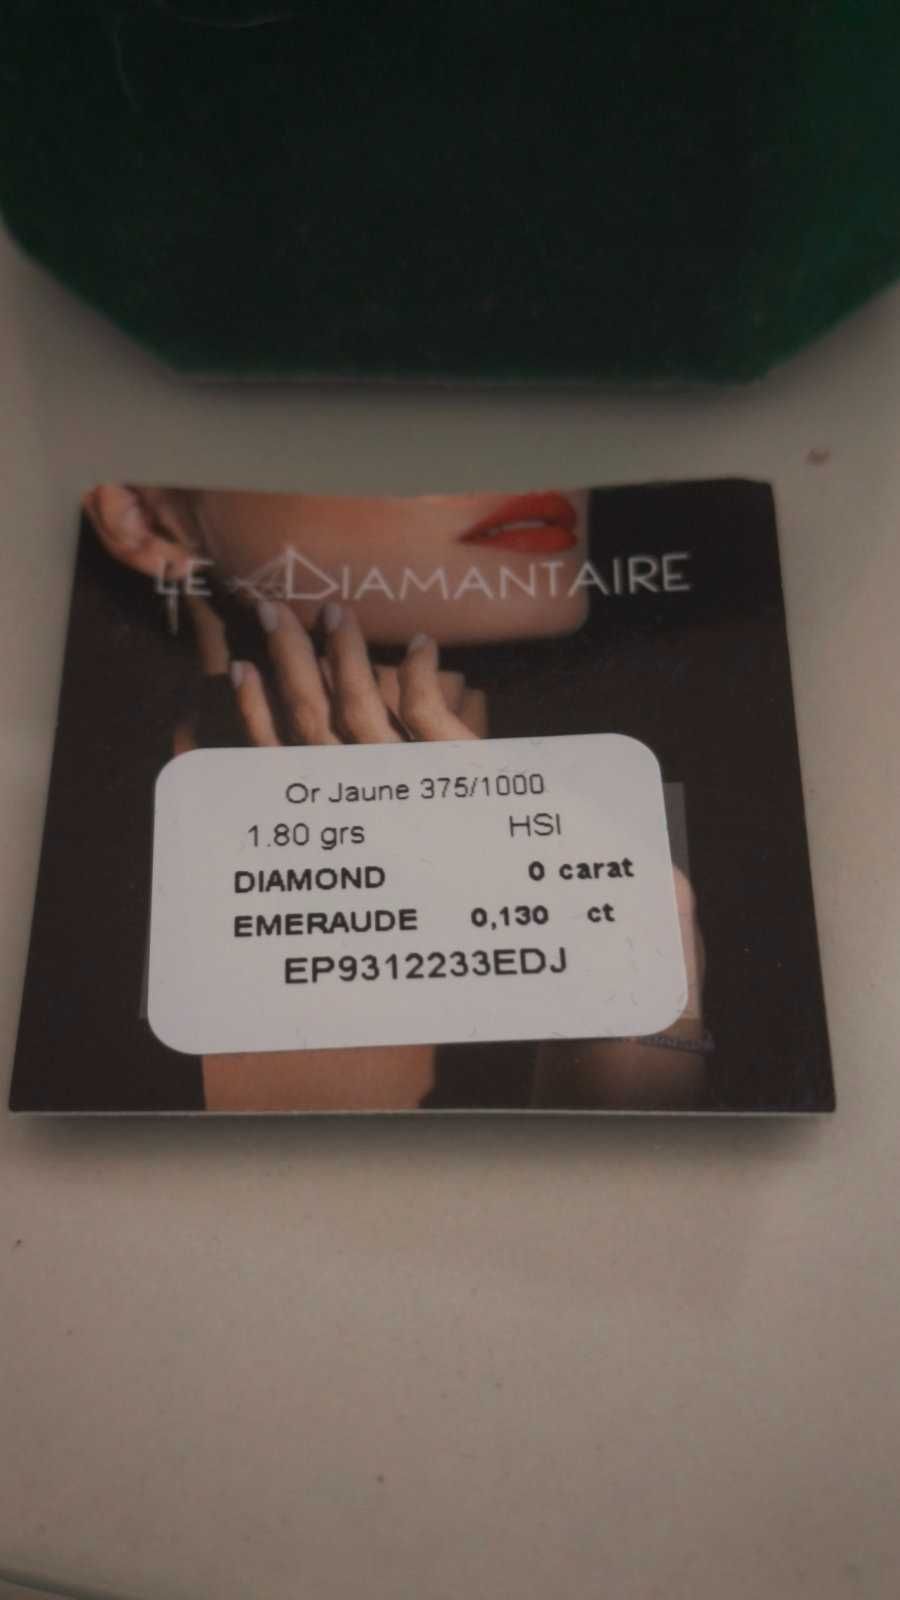 LE DIAMANTAIRE
Or Jaune 375/1000
1.80 grs HSI
DIAMOND 0 carat
EMERAUDE 0,130 ct
EP9312233EDJ